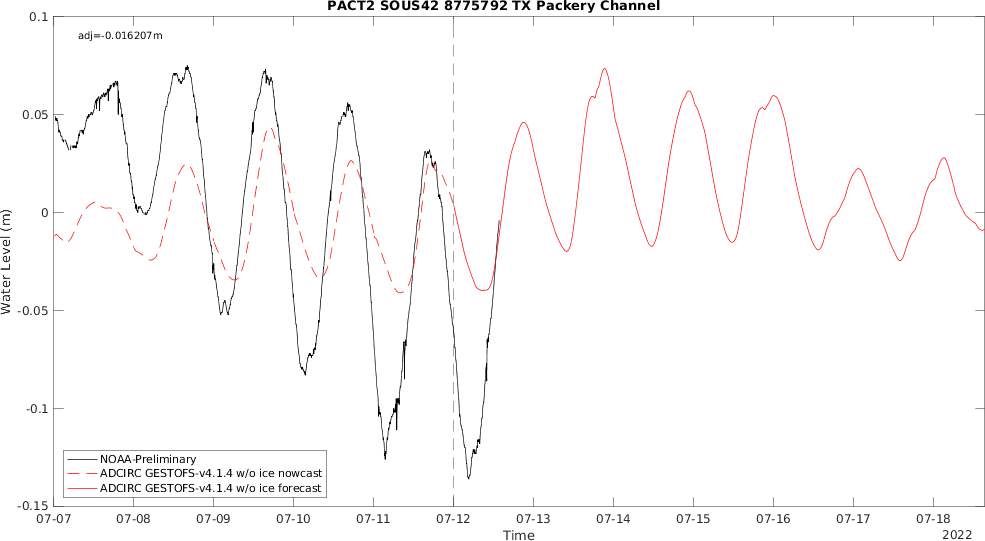 PACT2 SOUS42 8775792 TX Packery Channel
adj=-0.016207m
0.1
0.05
0
-0.05
-0.1
-0.15
Water Level (m)
NOAA-Preliminary
ADCIRC GESTOFS-v4.1.4 w/o ice nowcast
ADCIRC GESTOFS-v4.1.4 w/o ice forecast
07-07 07-08 07-09 07-10 07-11 07-12 07-13 07-14 07-15 07-16 07-17 07-18
Time
2022